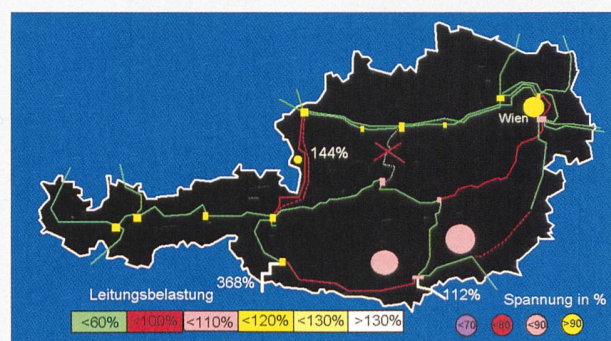 Wien
144%
368%
112%
Leitungsbelastung
<60% <100% <110% <120% <130% >130%
Spannung in %
<70 <80 <90 >90